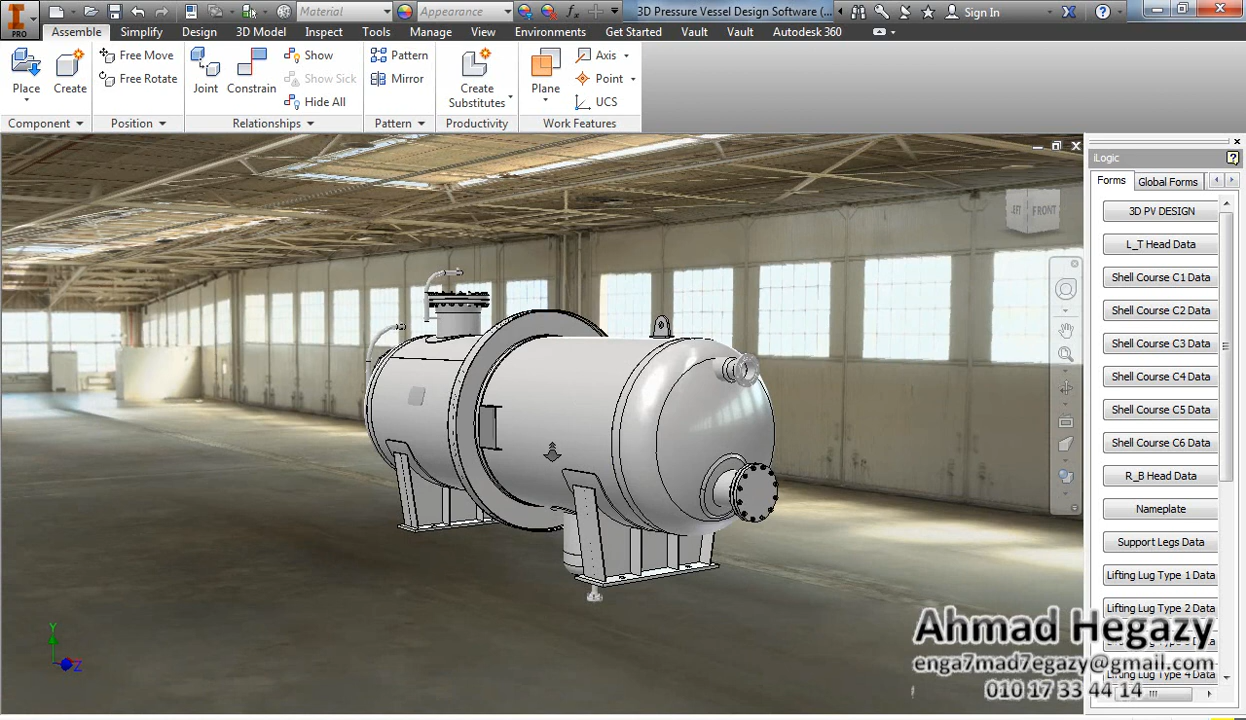 Material
Appearance
3D Pressure Vessel Design Software (...
Sign In
PRO
Assemble Simplify Design 3D Model Inspect Tools Manage View Environments Get Started Vault Vault Autodesk 360
Place
Create
Free Move
Free Rotate
Joint
Constrain
Show
Show Sick
Hide All
Pattern
Mirror
Create
Substitutes
Plane
Axis
Point
UCS
Component Position Relationships Pattern Productivity Work Features
iLogic
Forms Global Forms
3D PV DESIGN
L_T Head Data
Shell Course C1 Data
Shell Course C2 Data
Shell Course C3 Data
Shell Course C4 Data
Shell Course C5 Data
Shell Course C6 Data
R_B Head Data
Nameplate
Support Legs Data
Lifting Lug Type 1 Data
Lifting Lug Type 2 Data
Lug Type 4 Data
FRONT
Y
Z
Ahmad Hegazy
enga7mad7egazy@gmail.com
010 17 33 44 14